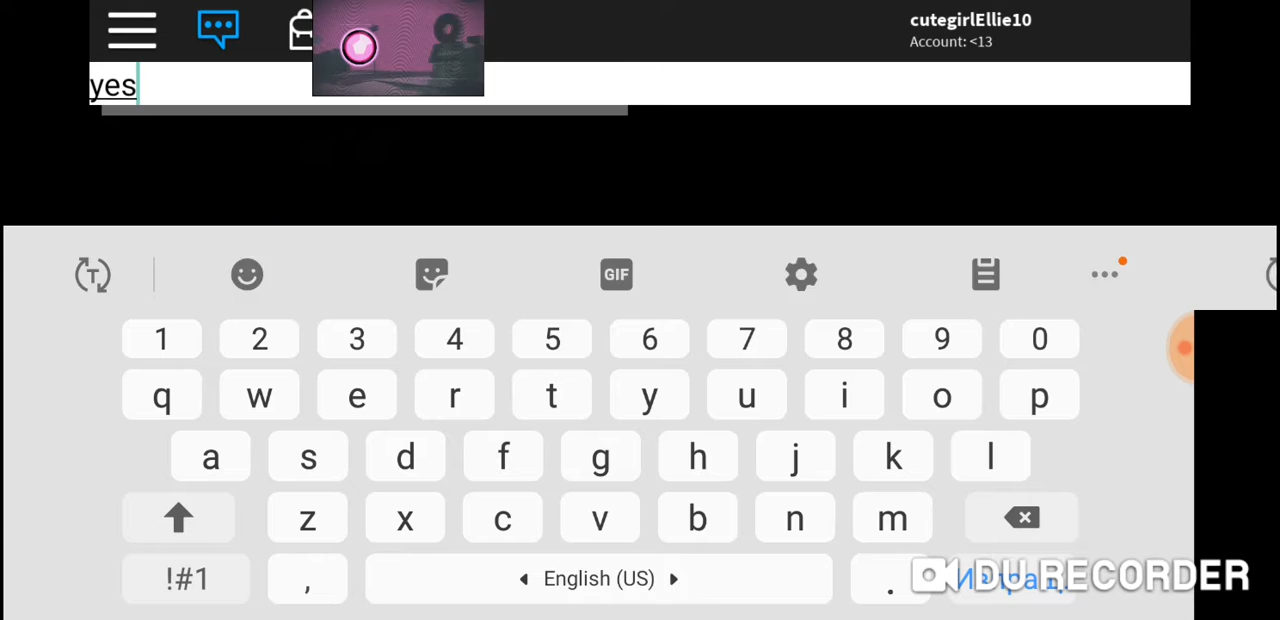 cutegirlEllie10
Account: <13
yes
GIF
1 2 3 4 5 6 7 8 9 0
q w e r t y u i o p
a s d f g h j k l
z x c v b n m
!#1 , English (US) .
DU RECORDER